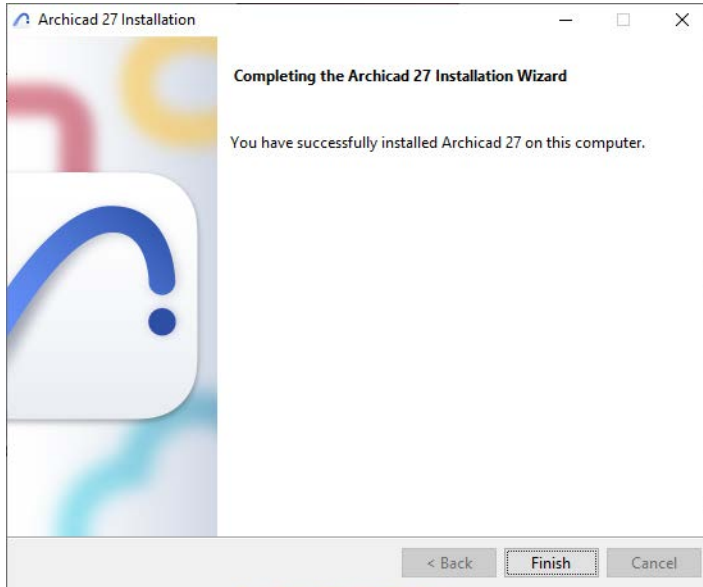 Archicad 27 Installation
Completing the Archicad 27 Installation Wizard
You have successfully installed Archicad 27 on this computer.
< Back
Finish
Cancel